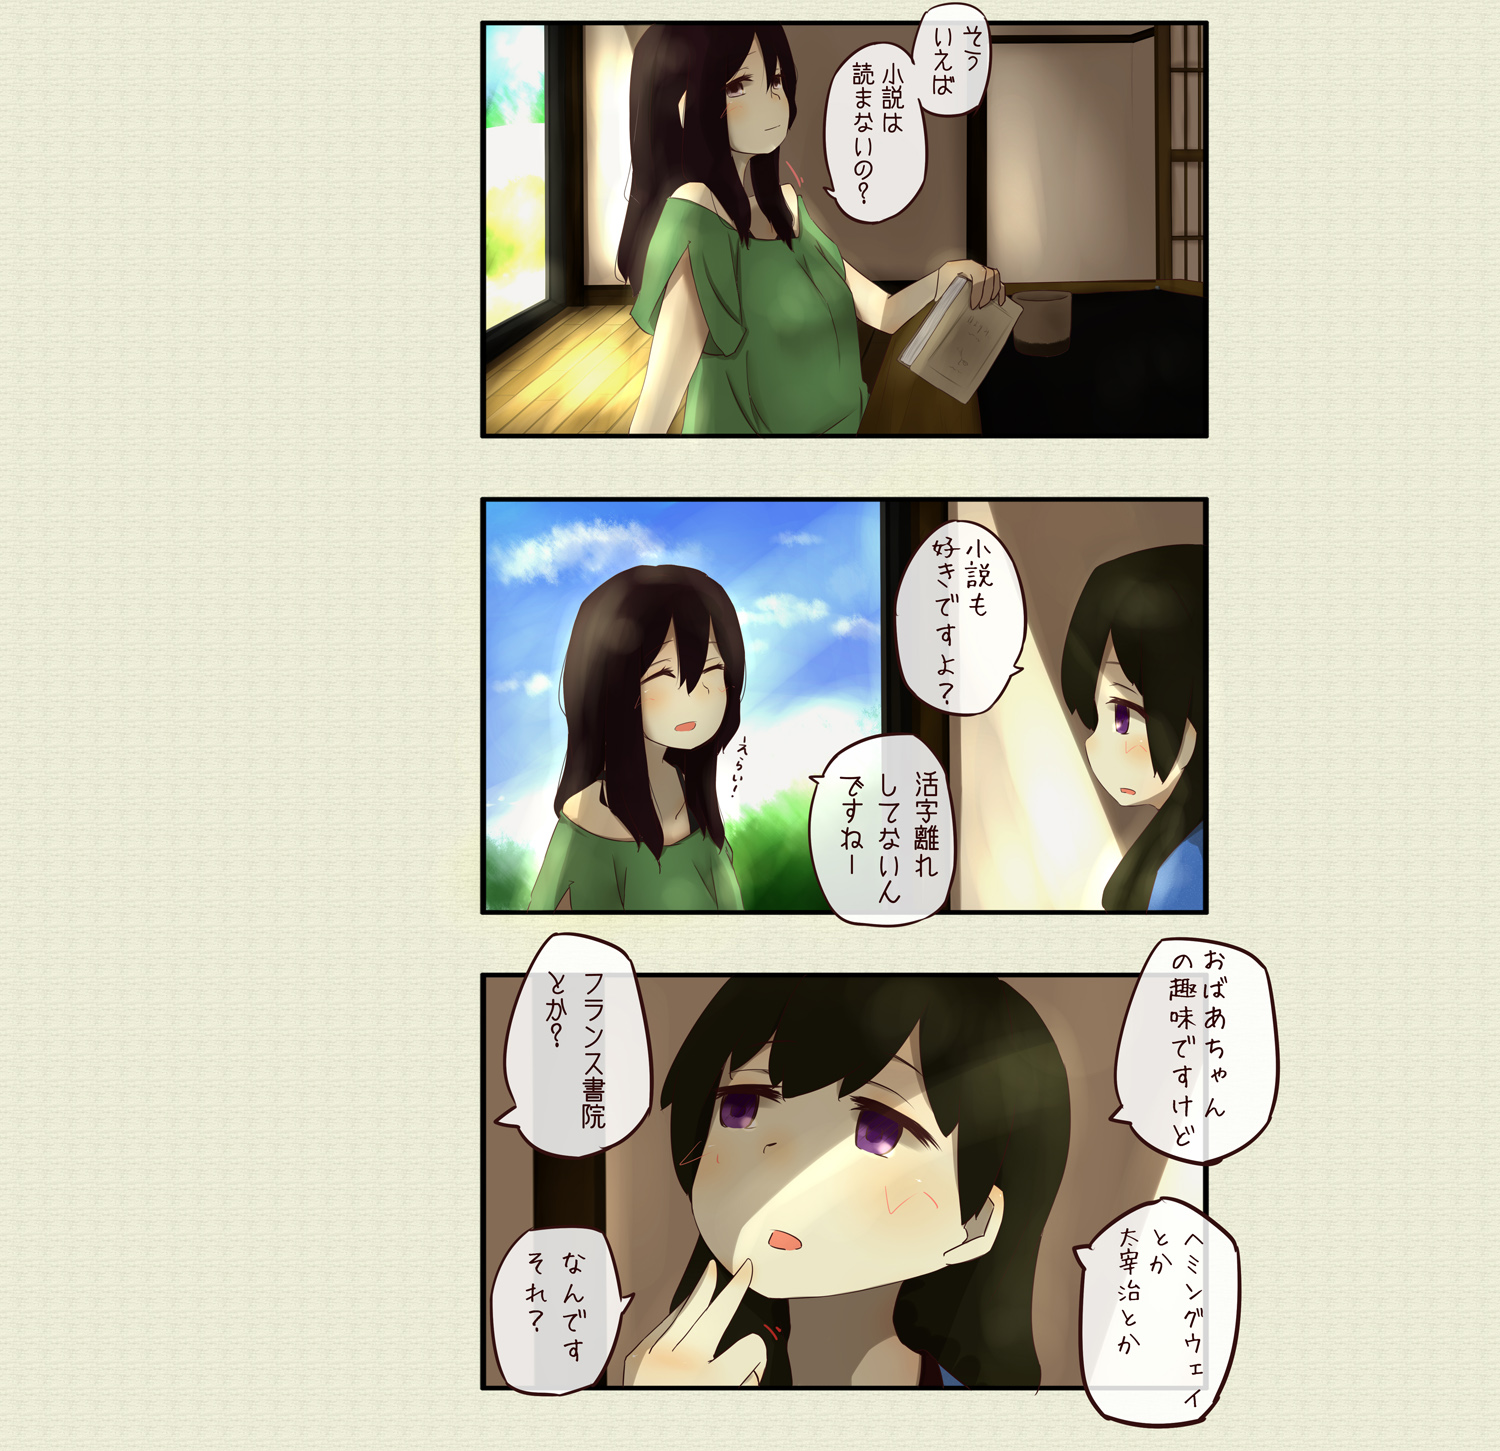 そう
いえば
小説は
読まないの？
小説も
好きですよ？
活字離れ
してないん
ですねー
えらい！
おばあちゃん
の趣味ですけど
ヘミングウェイ
とか
太宰治とか
フランス書院
とか？
なんです
それ？